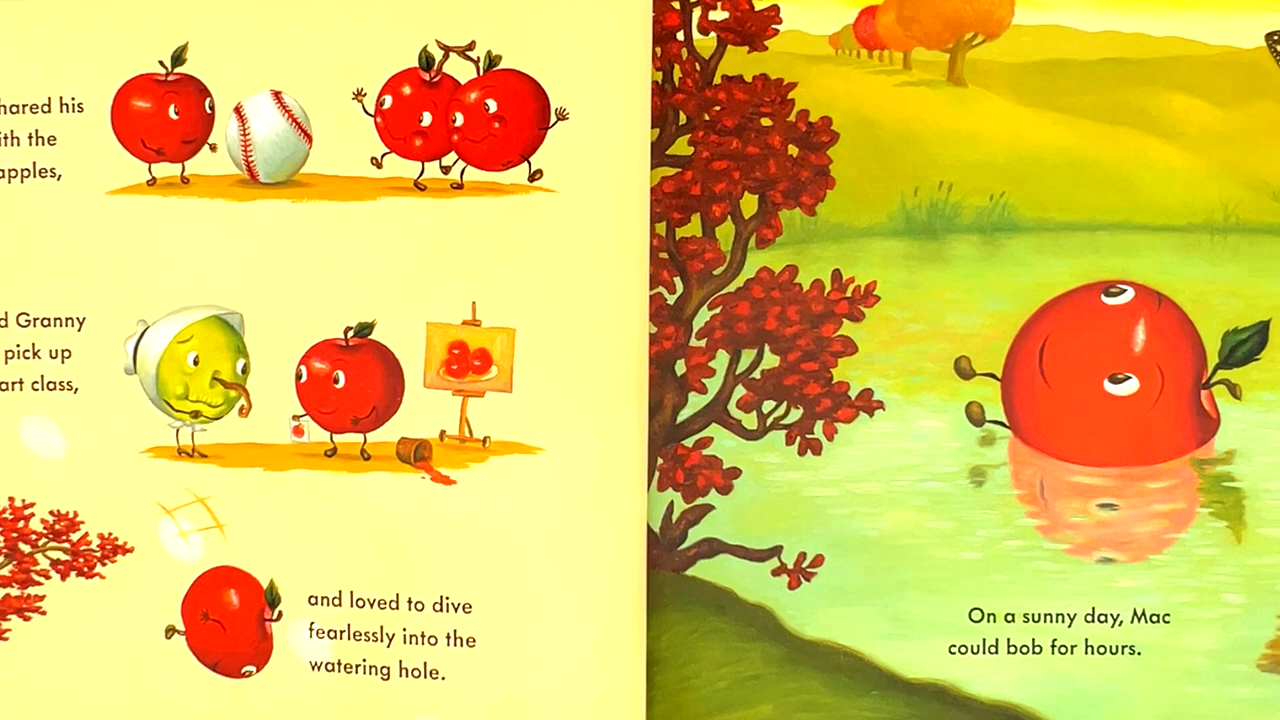 hared his
ith the
apples,
d Granny
pick up
art class,
and loved to dive
fearlessly into the
watering hole.
On a sunny day, Mac
could bob for hours.